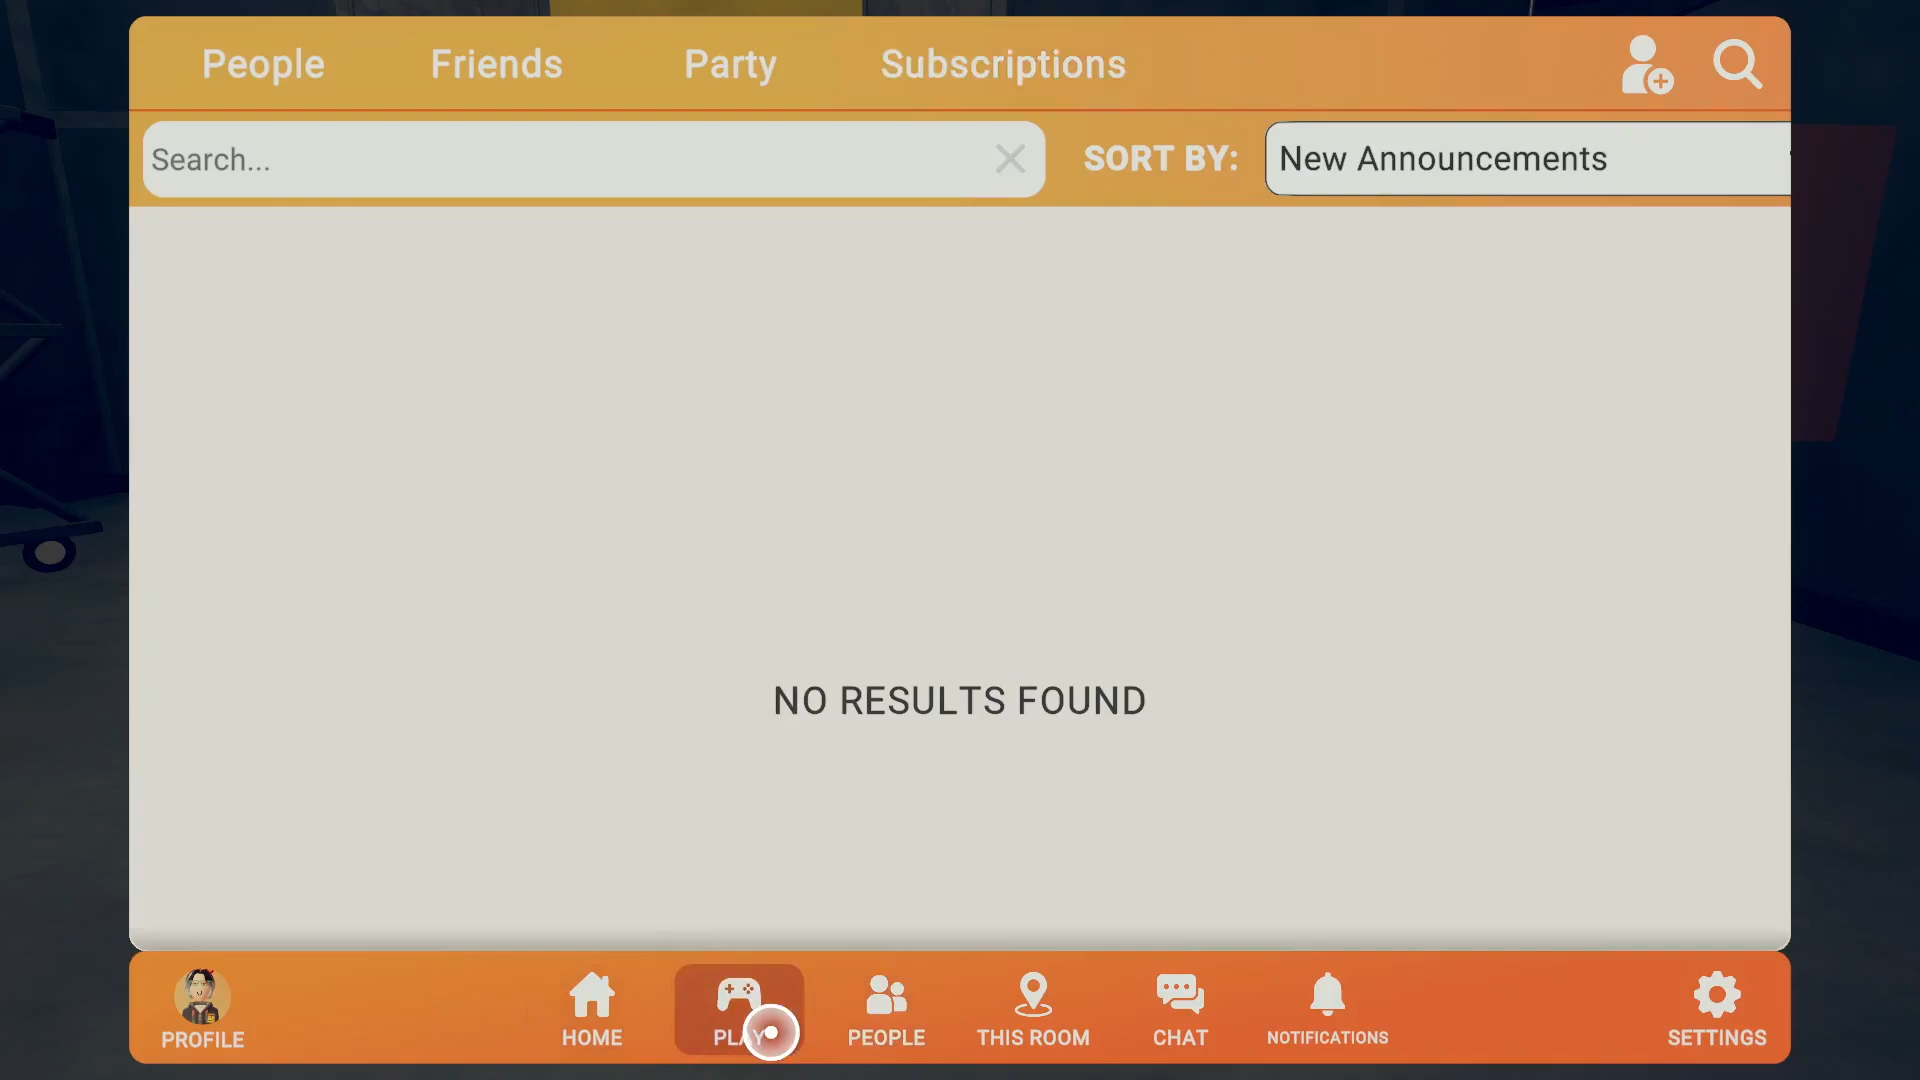 People Friends Party Subscriptions
Search... SORT BY: New Announcements
NO RESULTS FOUND
PROFILE HOME PLAY PEOPLE THIS ROOM CHAT NOTIFICATIONS SETTINGS